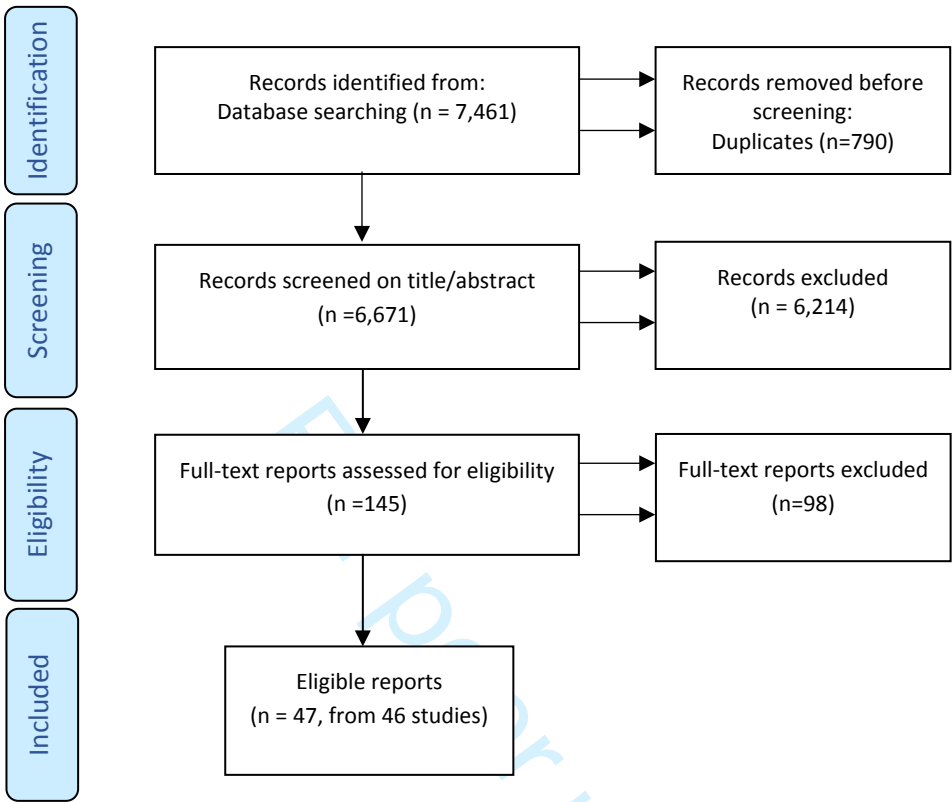 Identification
Records identified from:
Database searching (n = 7,461)
Records removed before
screening:
Duplicates (n=790)
Screening
Records screened on title/abstract
(n =6,671)
Records excluded
(n = 6,214)
Eligibility
Full-text reports assessed for eligibility
(n =145)
Full-text reports excluded
(n=98)
Included
Eligible reports
(n = 47, from 46 studies)